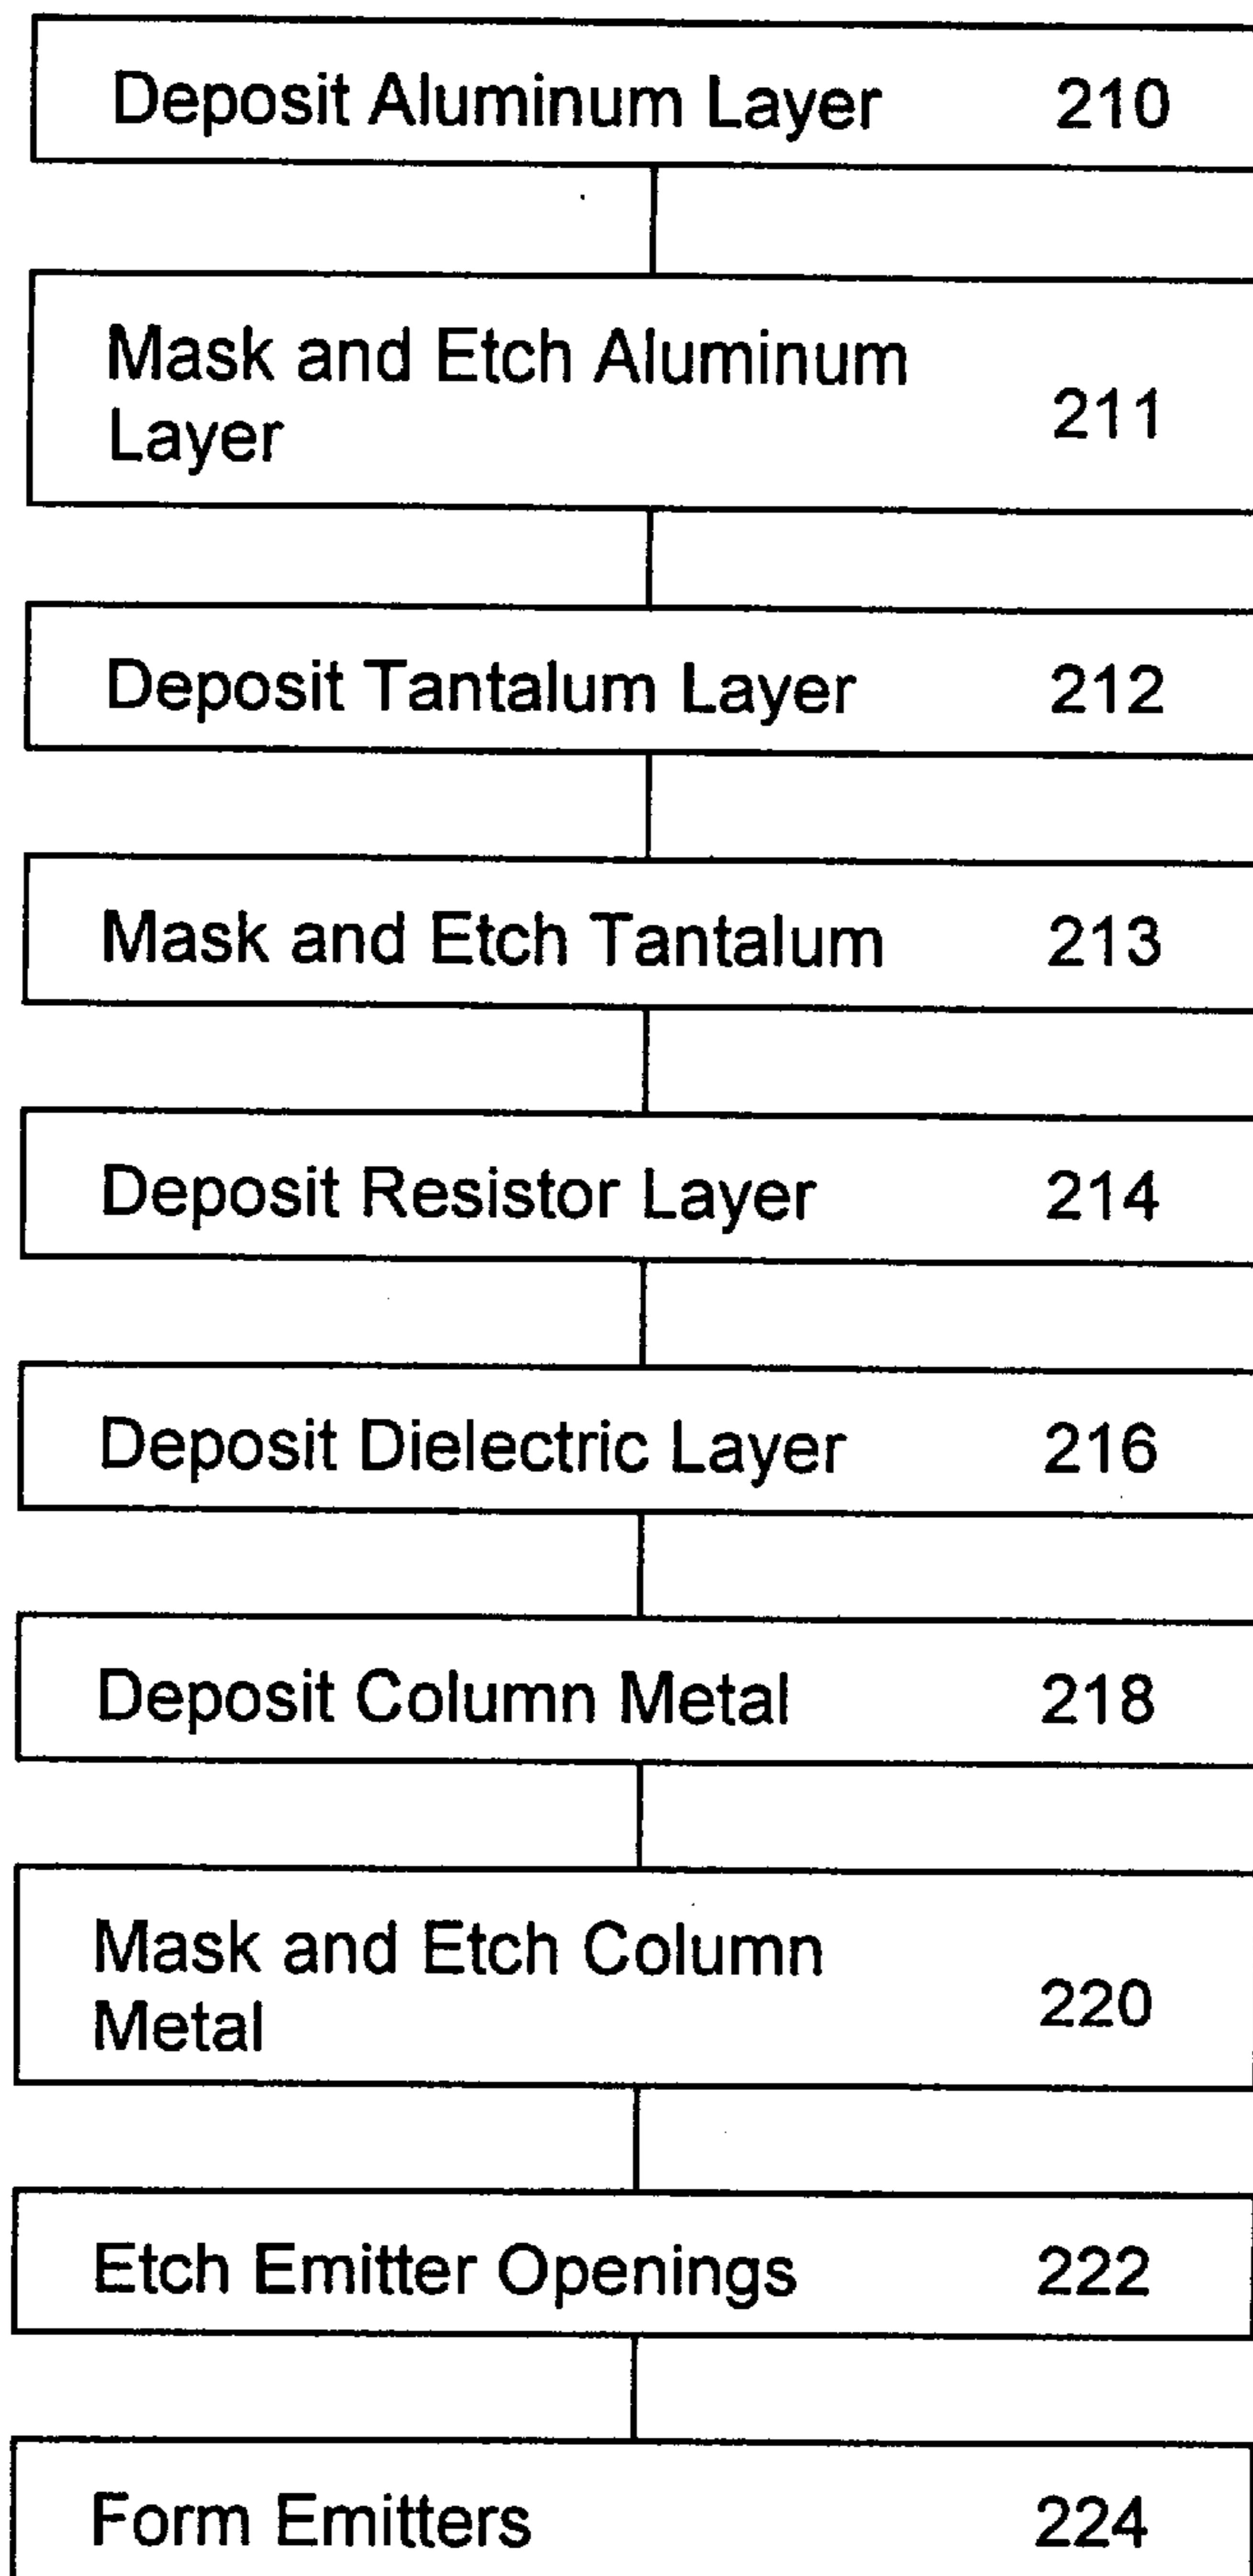 Deposit Aluminum Layer 210
Mask and Etch Aluminum
Layer 211
Deposit Tantalum Layer 212
Mask and Etch Tantalum 213
Deposit Resistor Layer 214
Deposit Dielectric Layer 216
Deposit Column Metal 218
Mask and Etch Column
Metal 220
Etch Emitter Openings 222
Form Emitters 224